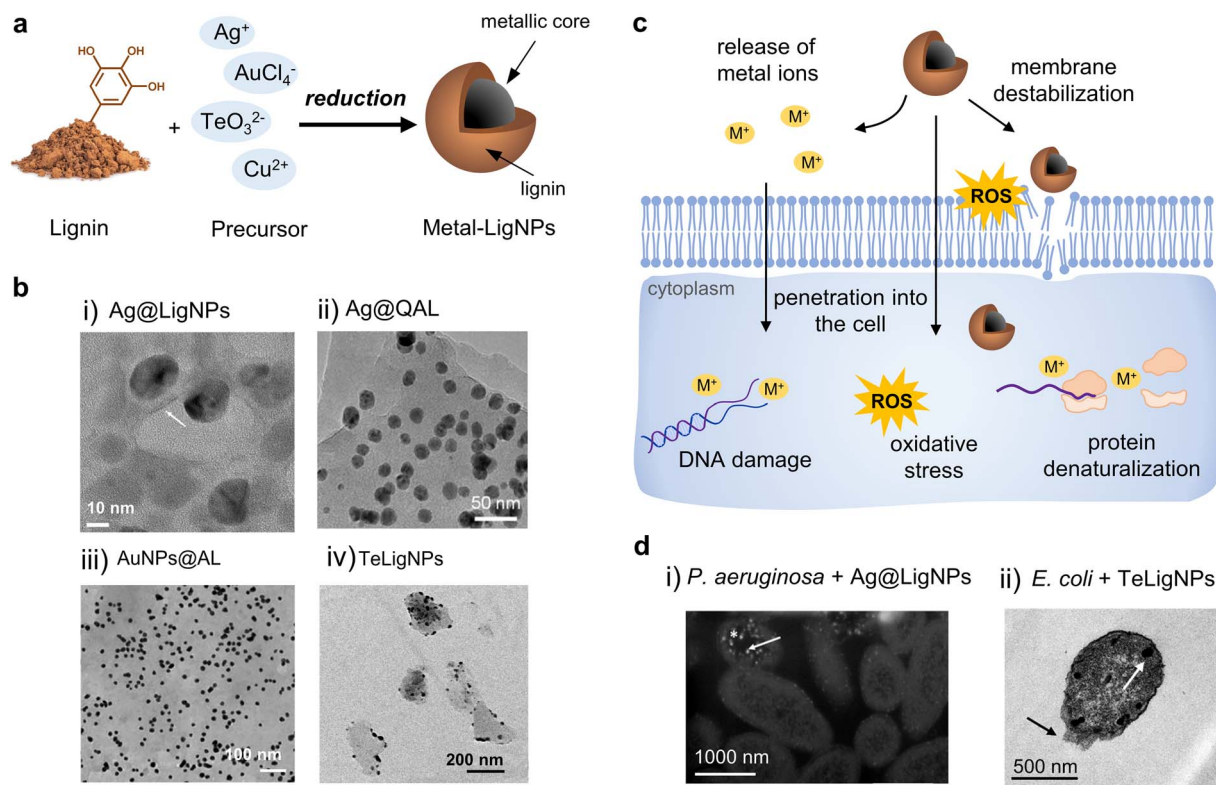 a
HO
OH
OH
Lignin
+
Ag⁺
AuCl₄⁻
TeO₃²⁻
Cu²⁺
Precursor
reduction
metallic core
lignin
Metal-LigNPs
b
i) Ag@LigNPs
10 nm
ii) Ag@QAL
50 nm
iii) AuNPs@AL
100 nm
iv) TeLigNPs
200 nm
c
release of
metal ions
M⁺
M⁺
M⁺
membrane
destabilization
ROS
cytoplasm
penetration into
the cell
M⁺
M⁺
DNA damage
ROS
oxidative
stress
M⁺
M⁺
protein
denaturalization
d
i) P. aeruginosa + Ag@LigNPs
*
1000 nm
ii) E. coli + TeLigNPs
500 nm